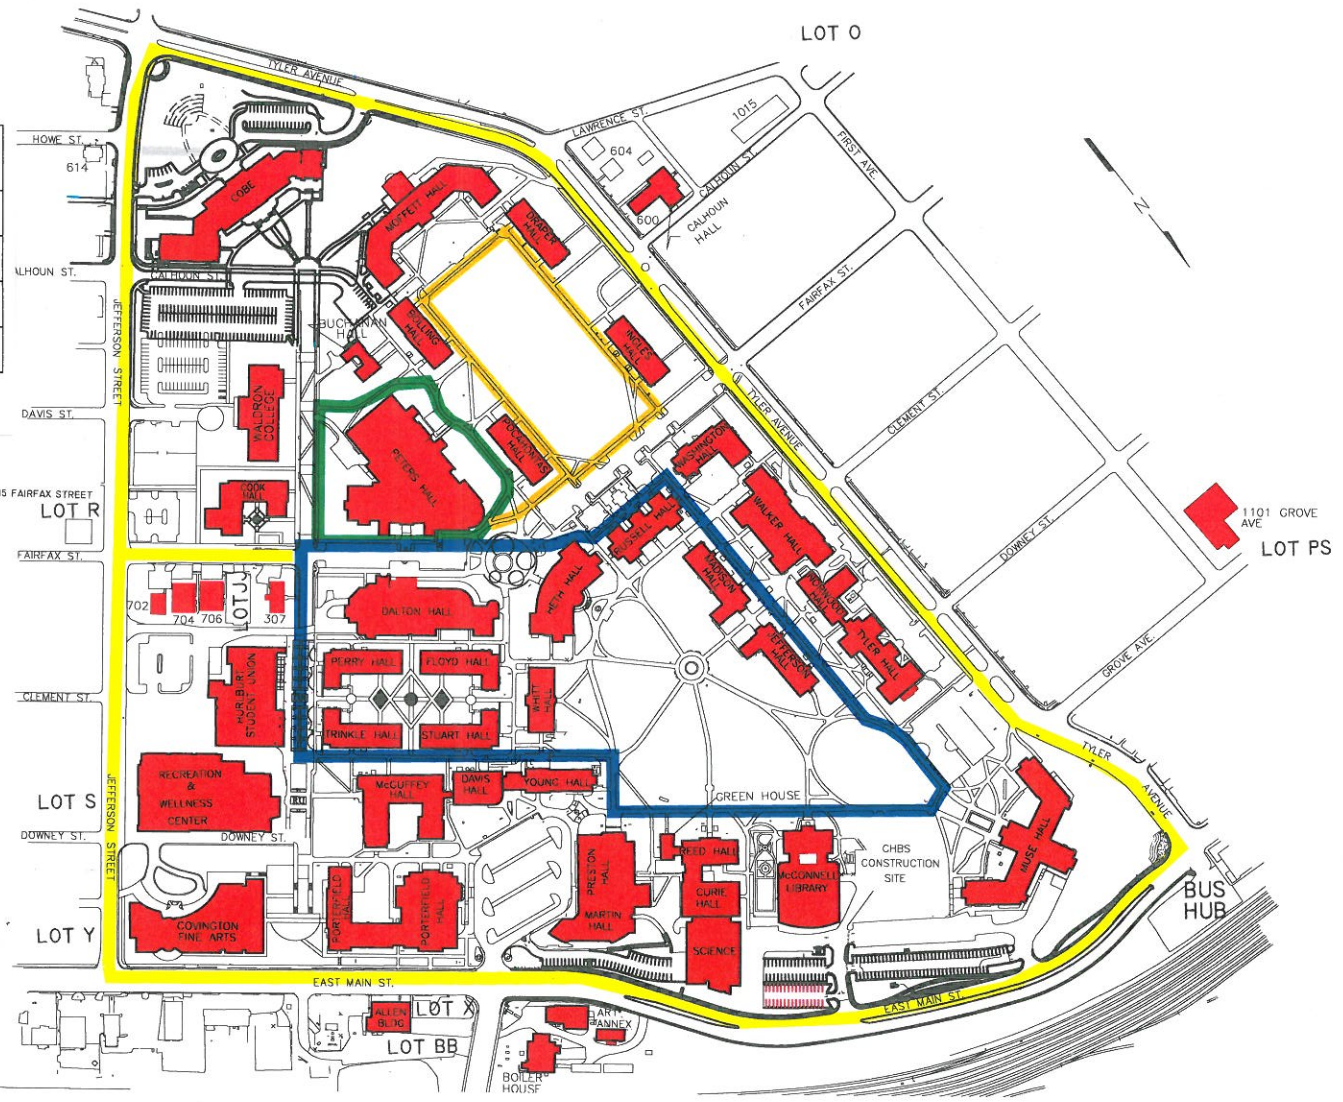 LOT O
TYLER AVENUE
HOWE ST.
614
LAWRENCE ST.
1015
604
CALHOUN ST.
FIRST AVE.
600
CALHOUN
HALL
N
COBE
MOFFETT HALL
DRAPER
HALL
ALHOUN ST.
CALHOUN ST.
FAIRFAX ST.
JEFFERSON STREET
BUCHANAN
HALL
BOLLING
HALL
INGLES
HALL
TYLER AVENUE
CLEMENT ST.
DAVIS ST.
WALDRON
COLLEGE
PETERS HALL
POCAHONTAS
HALL
WASHINGTON
HALL
5 FAIRFAX STREET
LOT R
COOK
HALL
RUSSELL HALL
WALKER HALL
DOWNEY ST.
1101 GROVE
AVE
LOT PS
FAIRFAX ST.
702
704
706
LOT J
307
DALTON HALL
HETH HALL
MADISON
HALL
NORWOOD
HALL
TYLER HALL
JEFFERSON
HALL
GROVE AVE.
PERRY HALL
FLOYD HALL
HURLBURT
STUDENT UNION
WHITT
HALL
CLEMENT ST.
TRINKLE HALL
STUART HALL
TYLER
AVENUE
RECREATION
&
WELLNESS
CENTER
McGUFFEY
HALL
DAVIS
HALL
YOUNG HALL
GREEN HOUSE
LOT S
JEFFERSON STREET
DOWNEY ST.
DOWNEY ST.
PRESTON
HALL
MARTIN
HALL
REED HALL
CURIE
HALL
SCIENCE
McCONNELL
LIBRARY
CHBS
CONSTRUCTION
SITE
MUSE HALL
BUS
HUB
LOT Y
COVINGTON
FINE ARTS
PORTERFIELD
HALL
PORTERFIELD
HALL
EAST MAIN ST.
EAST MAIN ST.
ALLEN
BLDG
LOT X
LOT BB
ART
ANNEX
BOILER
HOUSE